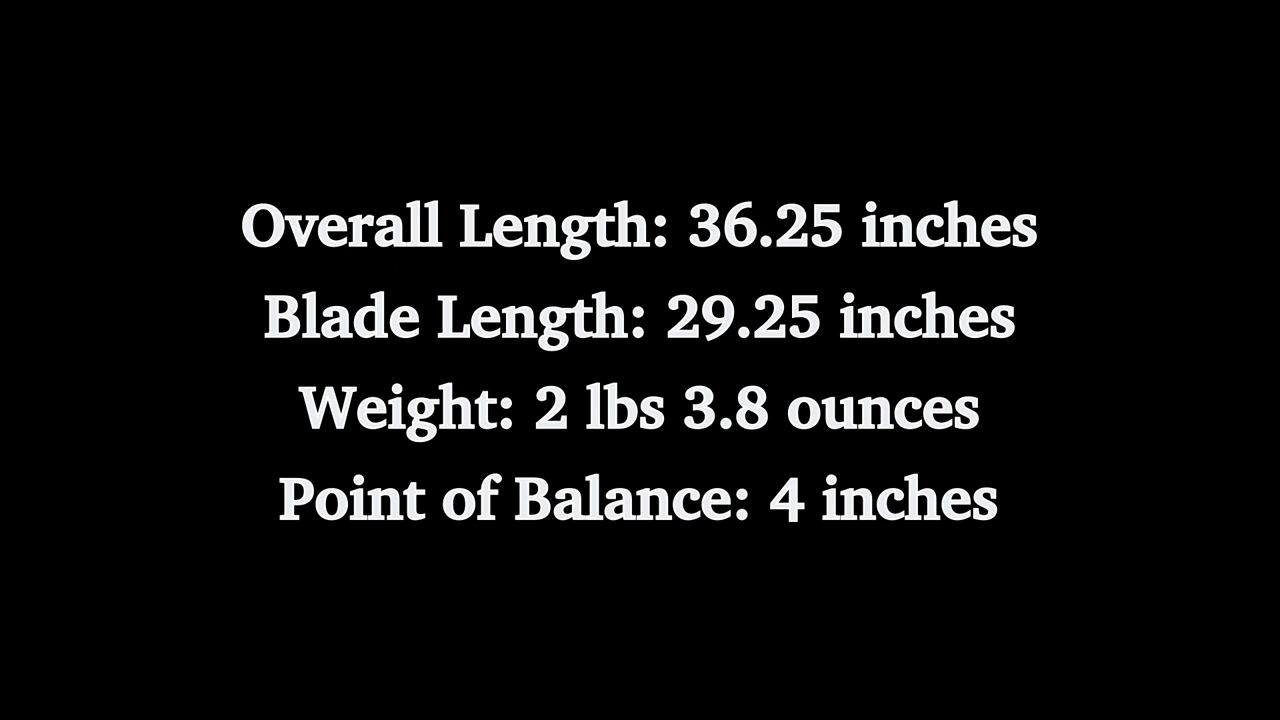 Overall Length: 36.25 inches
Blade Length: 29.25 inches
Weight: 2 lbs 3.8 ounces
Point of Balance: 4 inches